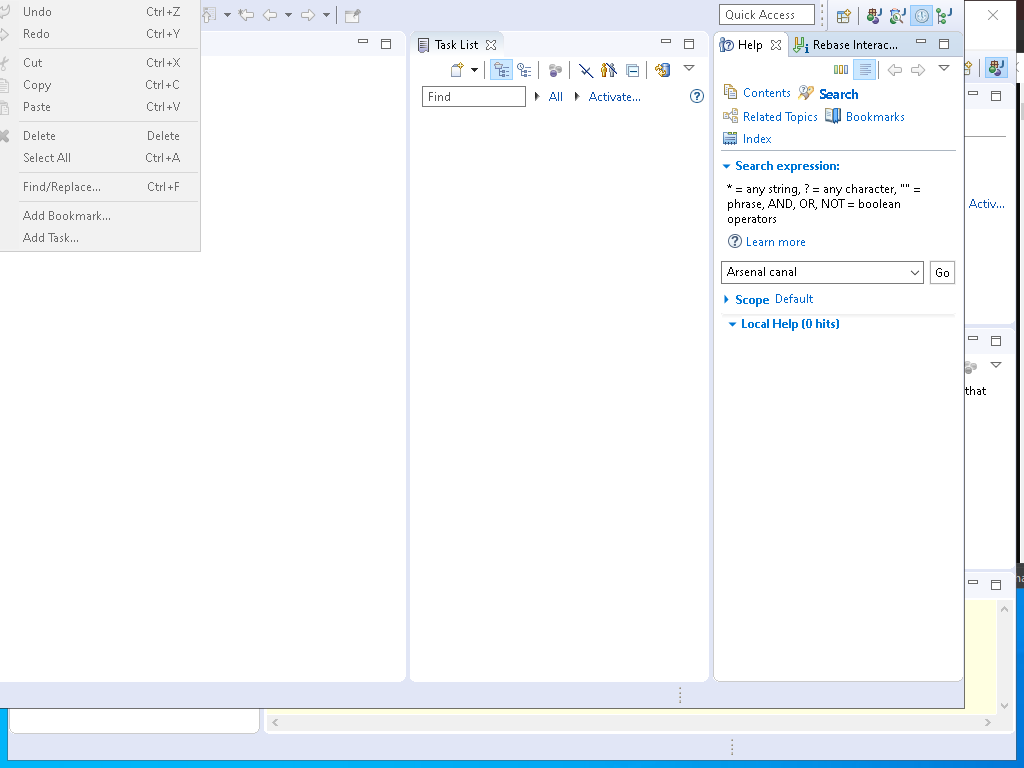 Undo Ctrl+Z
Redo Ctrl+Y
Cut Ctrl+X
Copy Ctrl+C
Paste Ctrl+V
Delete Delete
Select All Ctrl+A
Find/Replace... Ctrl+F
Add Bookmark...
Add Task...
Task List
Find
All
Activate...
Quick Access
Help
Rebase Interac...
Contents
Search
Related Topics
Bookmarks
Index
Search expression:
* = any string, ? = any character, "" =
phrase, AND, OR, NOT = boolean
operators
Learn more
Arsenal canal
Go
Scope Default
Local Help (0 hits)
Activ...
that